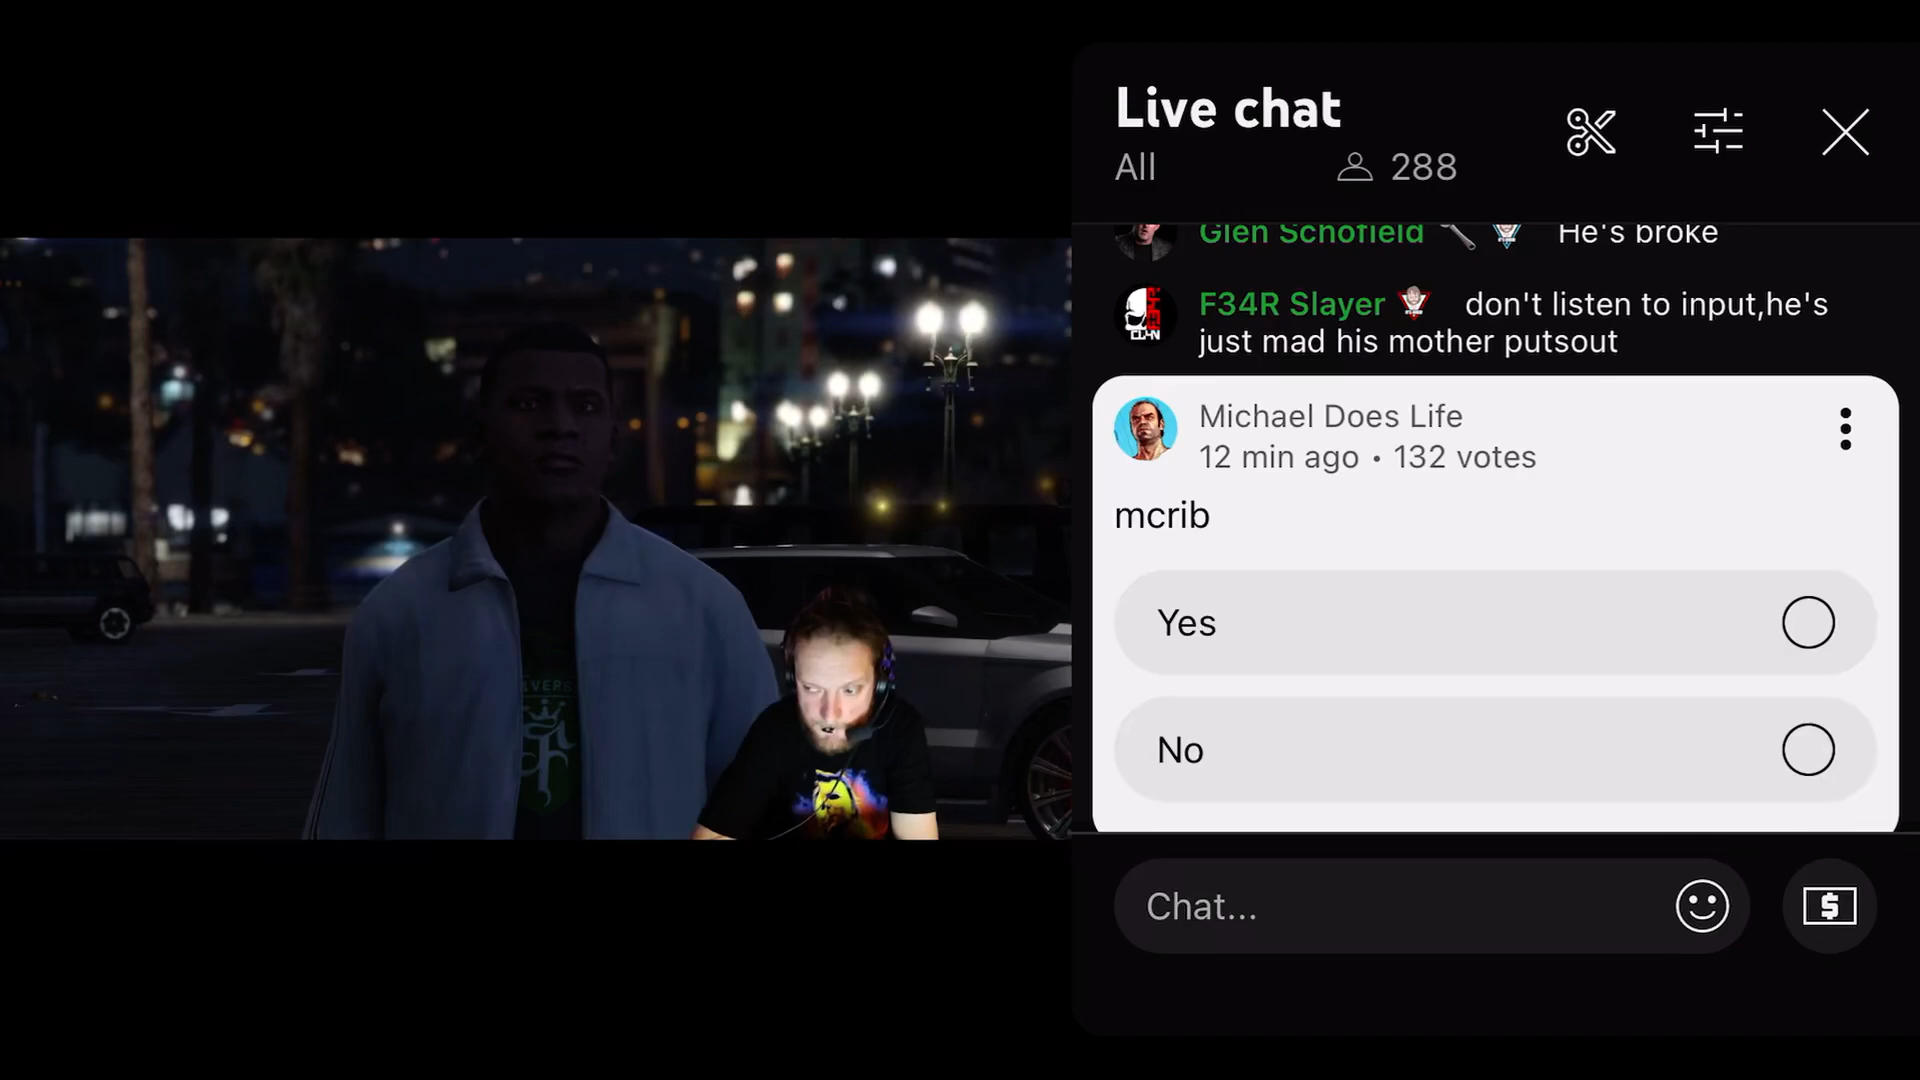 Live chat
All 288
Glen Schofield He's broke
F34R Slayer don't listen to input,he's
just mad his mother putsout
Michael Does Life
12 min ago • 132 votes
mcrib
Yes
No
Chat...